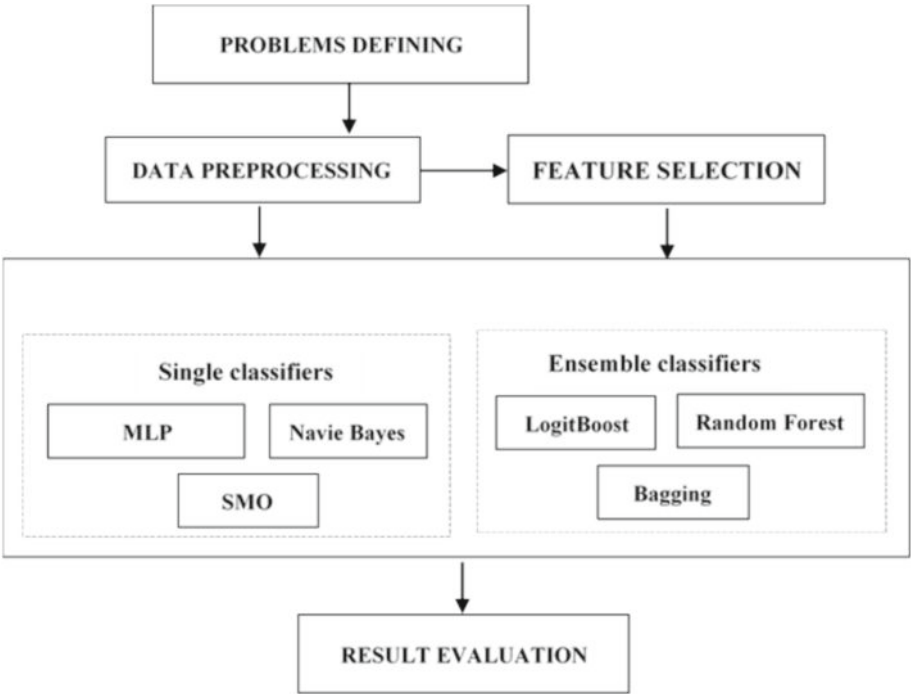 PROBLEMS DEFINING
DATA PREPROCESSING
FEATURE SELECTION
Single classifiers
MLP
Navie Bayes
SMO
Ensemble classifiers
LogitBoost
Random Forest
Bagging
RESULT EVALUATION